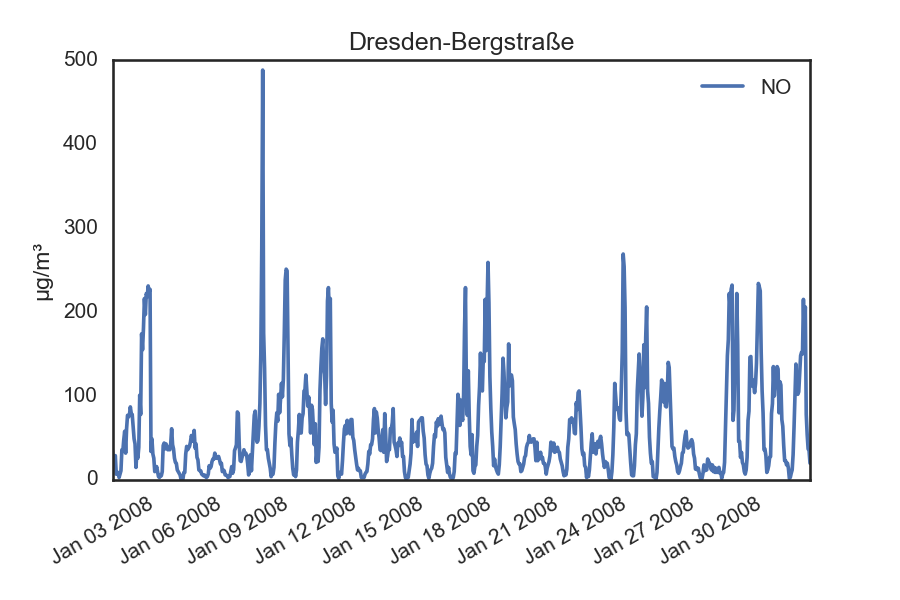 Dresden-Bergstraße
500
400
300
200
100
0
µg/m³
NO
Jan 03 2008
Jan 06 2008
Jan 09 2008
Jan 12 2008
Jan 15 2008
Jan 18 2008
Jan 21 2008
Jan 24 2008
Jan 27 2008
Jan 30 2008